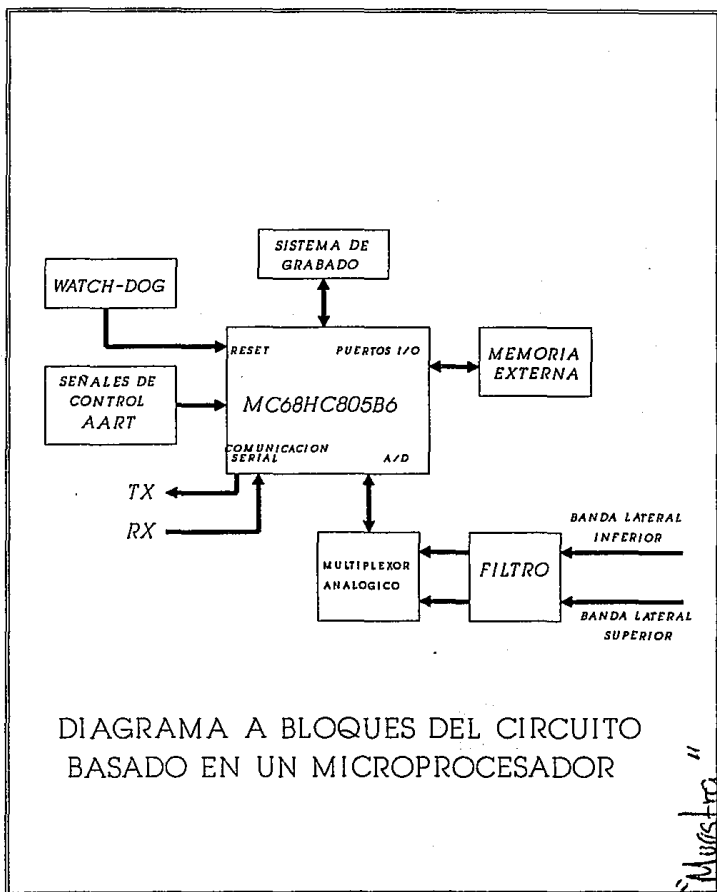 SISTEMA DE
GRABADO
WATCH-DOG
RESET
PUERTOS I/O
MEMORIA
EXTERNA
SEÑALES DE
CONTROL
AART
MC68HC805B6
COMUNICACION
SERIAL
A/D
TX
RX
MULTIPLEXOR
ANALOGICO
FILTRO
BANDA LATERAL
INFERIOR
BANDA LATERAL
SUPERIOR
DIAGRAMA A BLOQUES DEL CIRCUITO
BASADO EN UN MICROPROCESADOR
"Muestra"